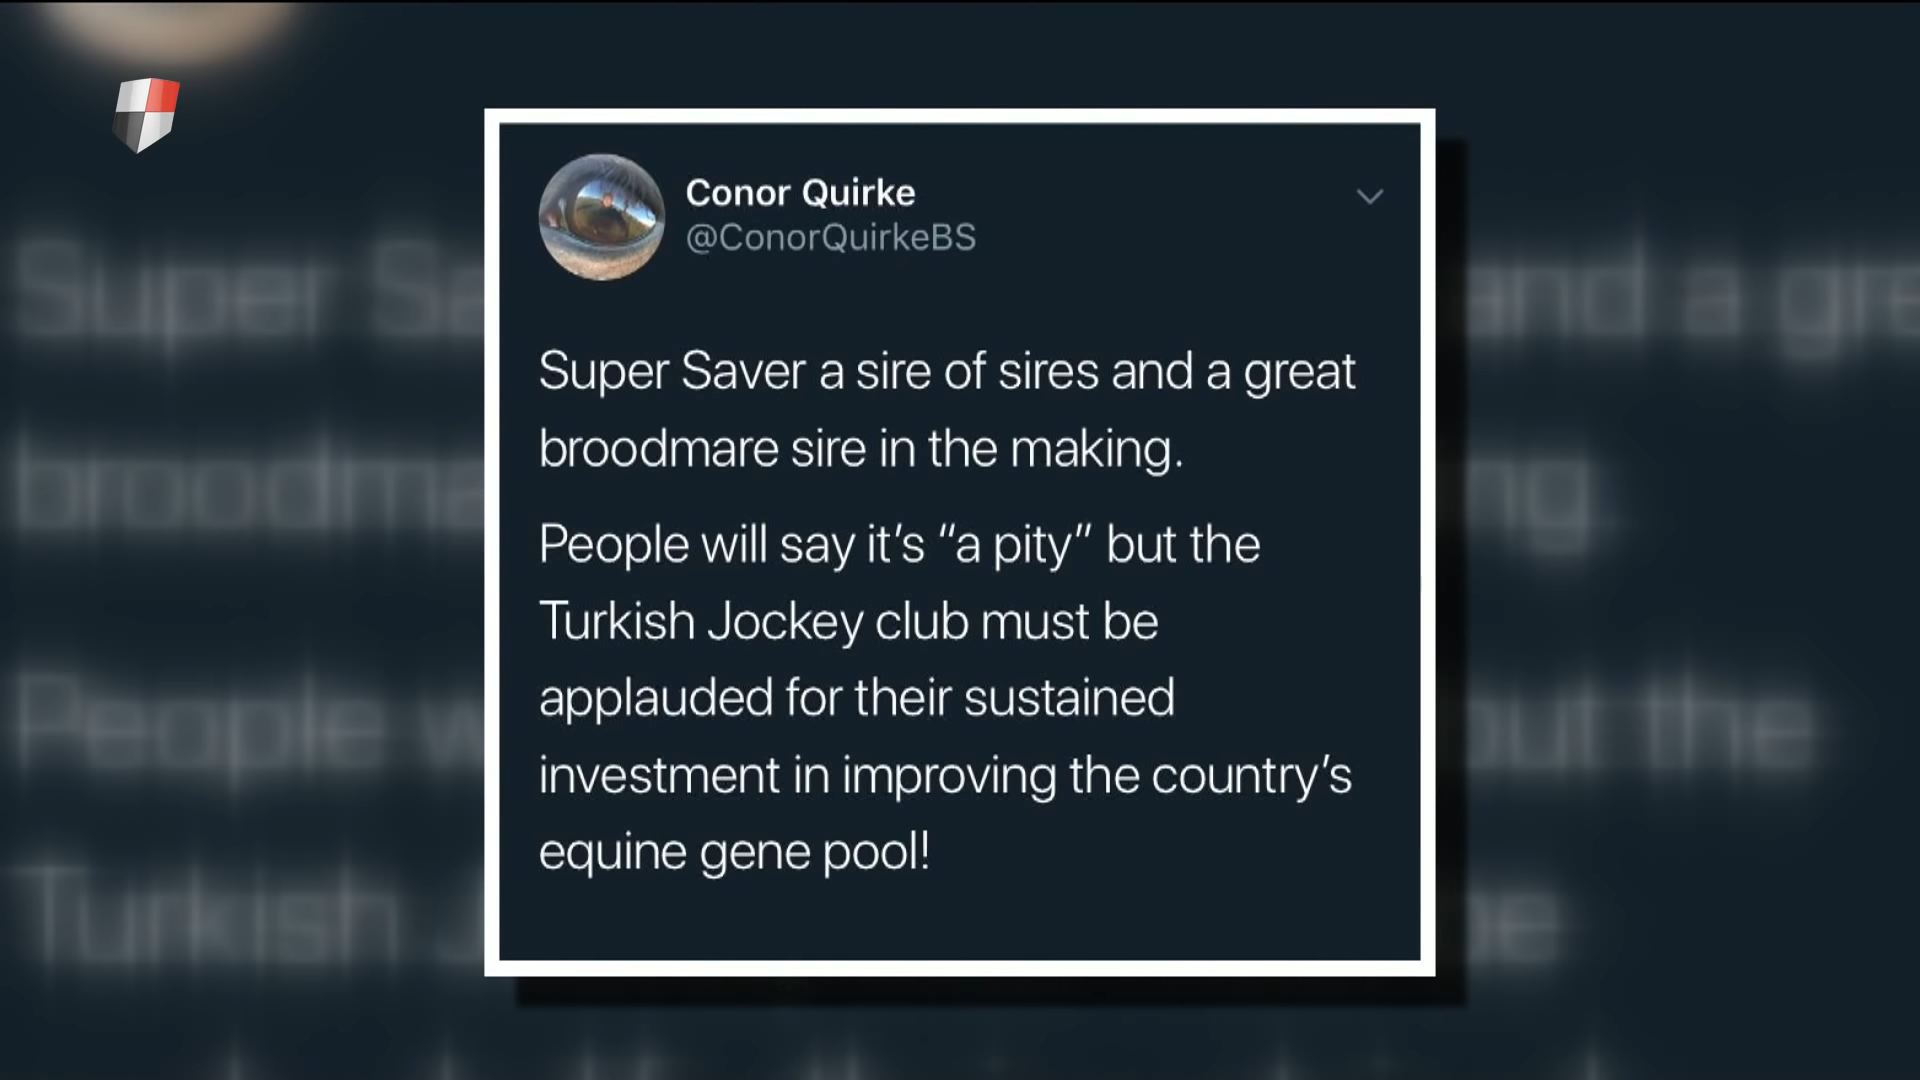 Conor Quirke
@ConorQuirkeBS
Super Saver a sire of sires and a great
broodmare sire in the making.
People will say it’s “a pity” but the
Turkish Jockey club must be
applauded for their sustained
investment in improving the country’s
equine gene pool!